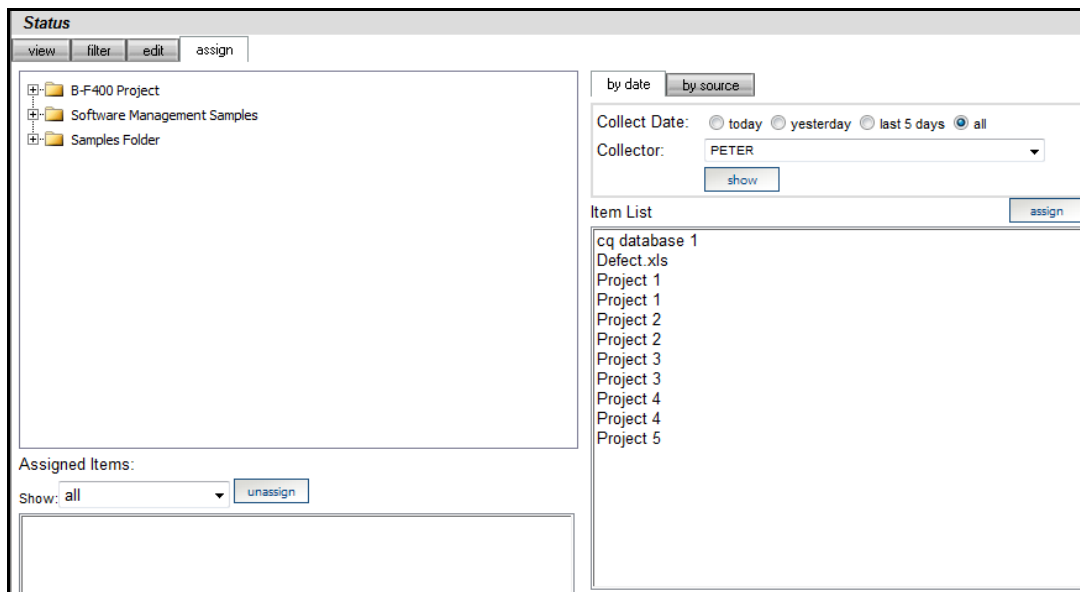 Status
view filter edit assign
B-F400 Project
Software Management Samples
Samples Folder
Assigned Items:
Show: all unassign
by date by source
Collect Date: today yesterday last 5 days all
Collector: PETER
show
Item List assign
cq database 1
Defect.xls
Project 1
Project 1
Project 2
Project 2
Project 3
Project 3
Project 4
Project 4
Project 5